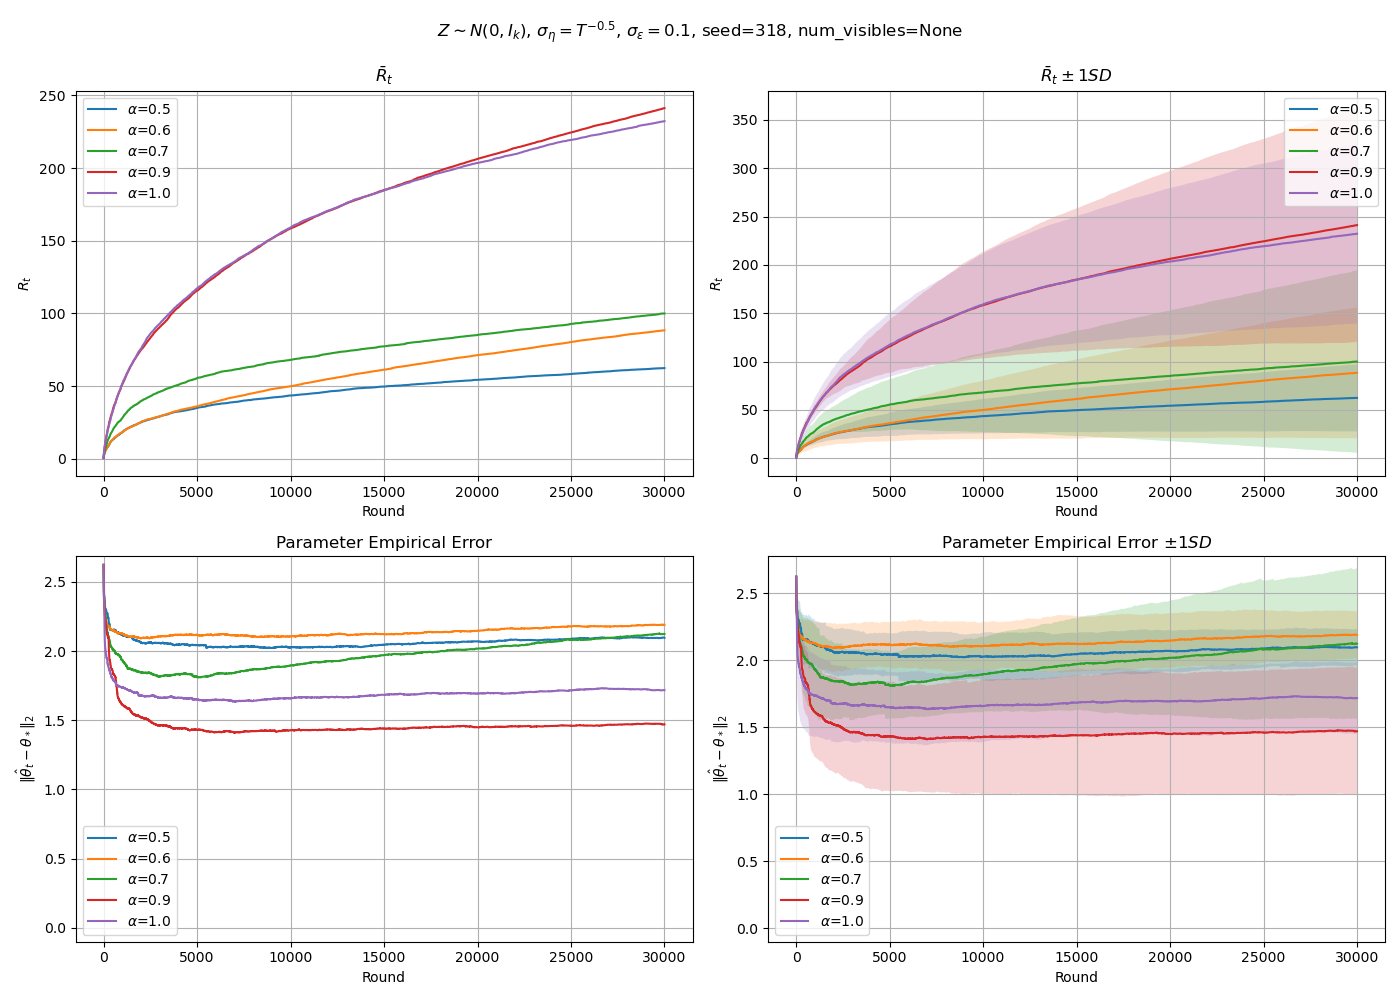 Z ~ N(0, I_k), σ_η = T^{-0.5}, σ_ε = 0.1, seed=318, num_visibles=None
R̄_t
R_t
250
200
150
100
50
0
α=0.5
α=0.6
α=0.7
α=0.9
α=1.0
0 5000 10000 15000 20000 25000 30000
Round
R̄_t ± 1SD
R_t
350
300
250
200
150
100
50
0
α=0.5
α=0.6
α=0.7
α=0.9
α=1.0
0 5000 10000 15000 20000 25000 30000
Round
Parameter Empirical Error
‖θ̂_t − θ_*‖_2
2.5
2.0
1.5
1.0
0.5
0.0
α=0.5
α=0.6
α=0.7
α=0.9
α=1.0
0 5000 10000 15000 20000 25000 30000
Round
Parameter Empirical Error ±1SD
‖θ̂_t − θ_*‖_2
2.5
2.0
1.5
1.0
0.5
0.0
α=0.5
α=0.6
α=0.7
α=0.9
α=1.0
0 5000 10000 15000 20000 25000 30000
Round